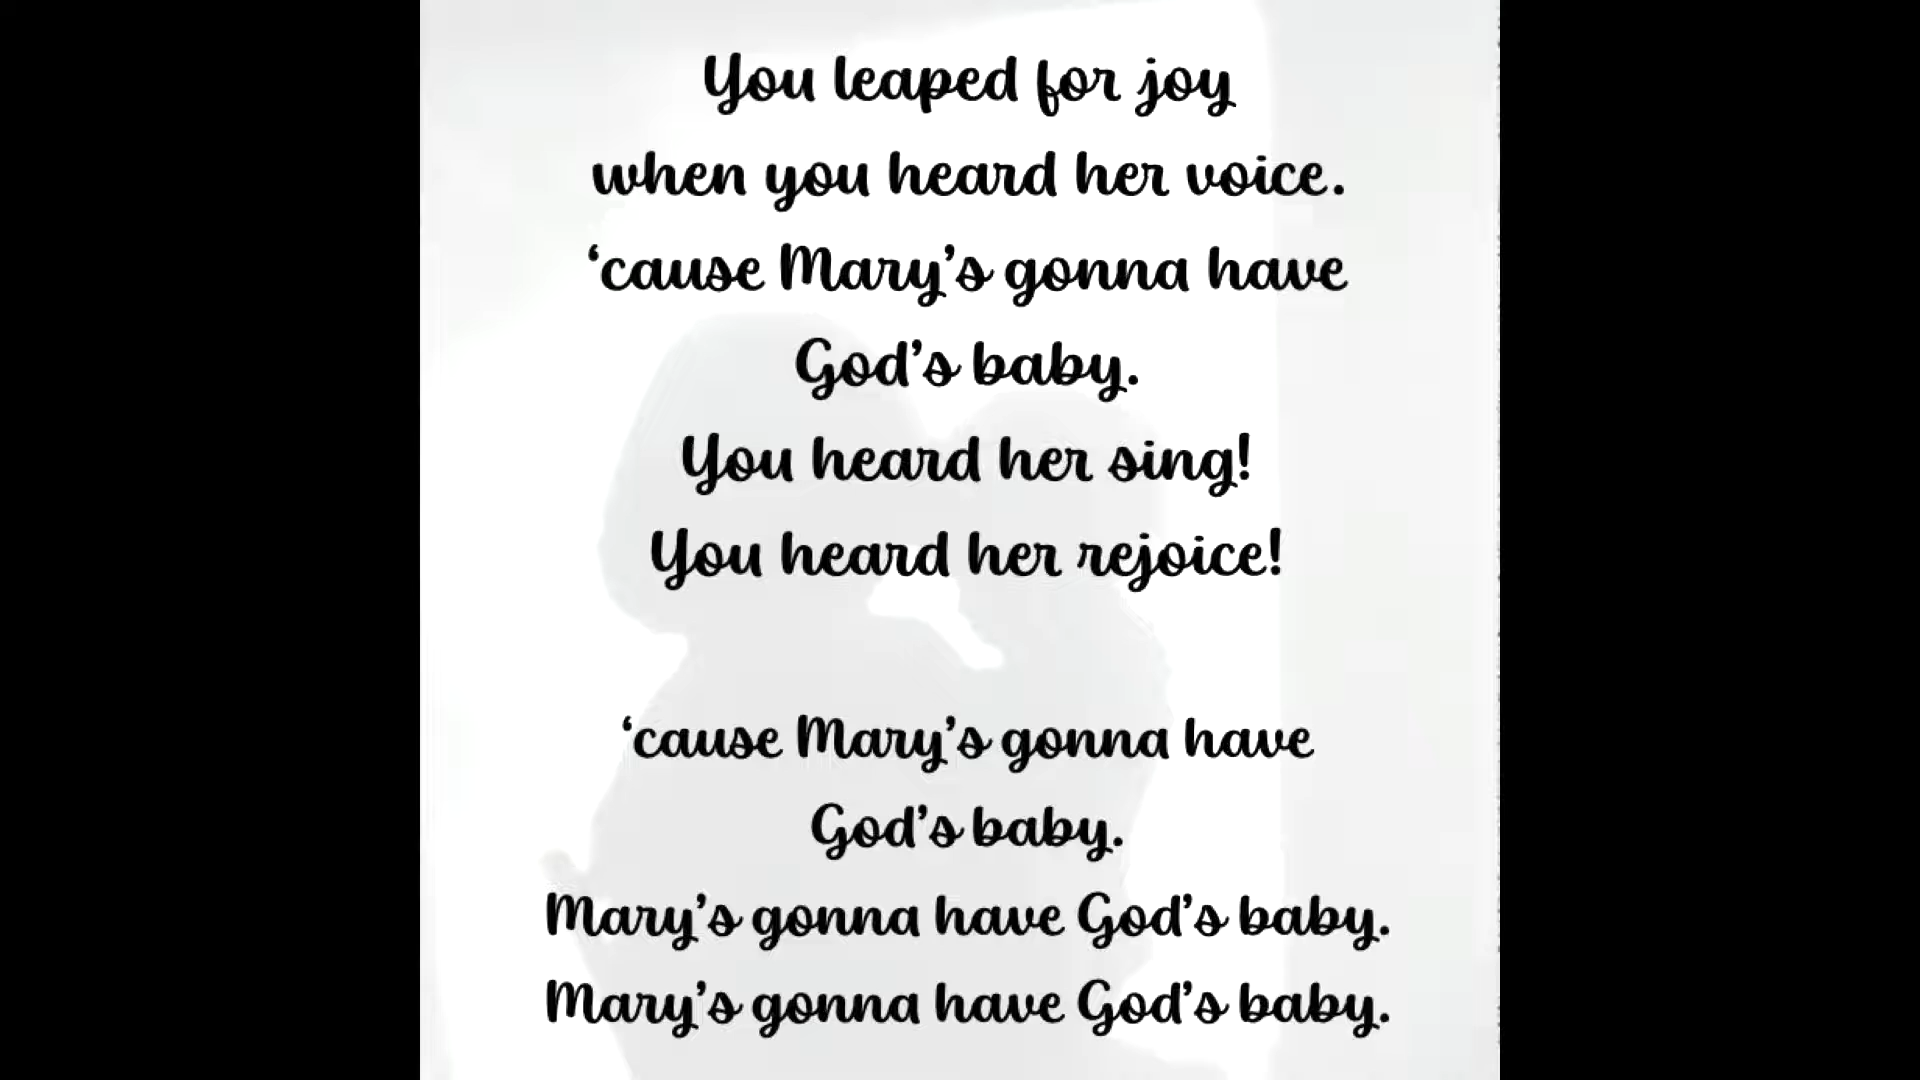 You leaped for joy
when you heard her voice.
‘cause Mary’s gonna have
God’s baby.
You heard her sing!
You heard her rejoice!
‘cause Mary’s gonna have
God’s baby.
Mary’s gonna have God’s baby.
Mary’s gonna have God’s baby.